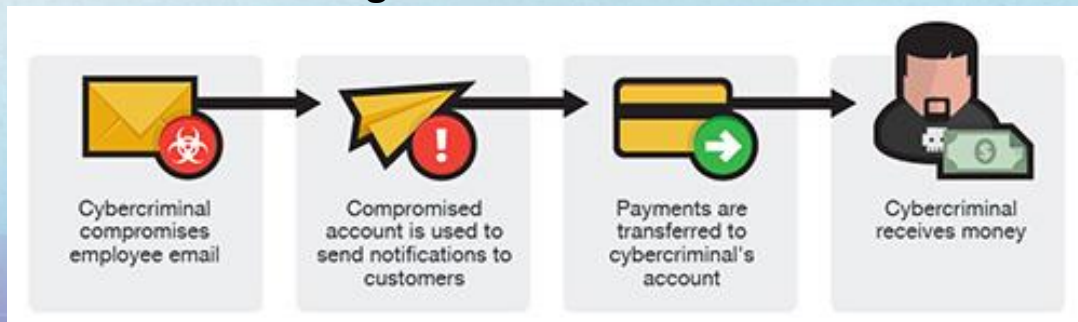 Cybercriminal
compromises
employee email
Compromised
account is used to
send notifications to
customers
Payments are
transferred to
cybercriminal's
account
Cybercriminal
receives money